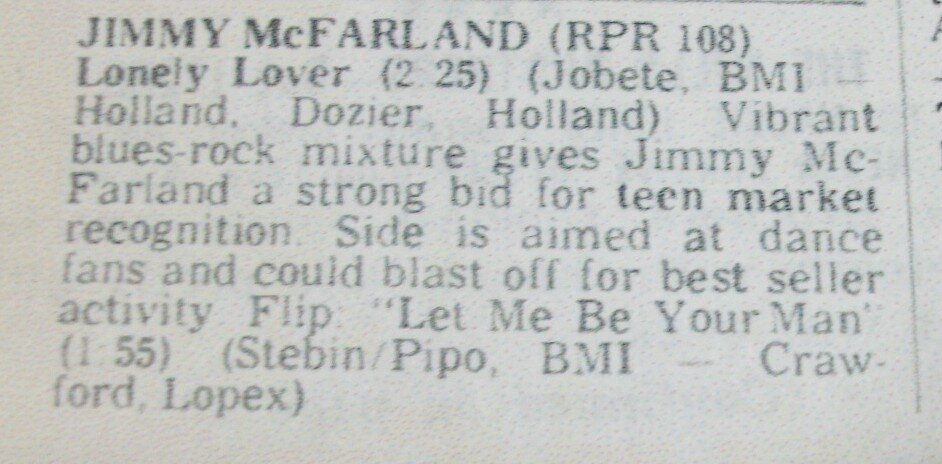 JIMMY McFARLAND (RPR 108)
Lonely Lover (2:25) (Jobete, BMI —
Holland, Dozier, Holland) Vibrant
blues-rock mixture gives Jimmy Mc-
Farland a strong bid for teen market
recognition. Side is aimed at dance
fans and could blast off for best seller
activity. Flip: "Let Me Be Your Man"
(1:55) (Stebin/Pipo, BMI — Craw-
ford, Lopex)